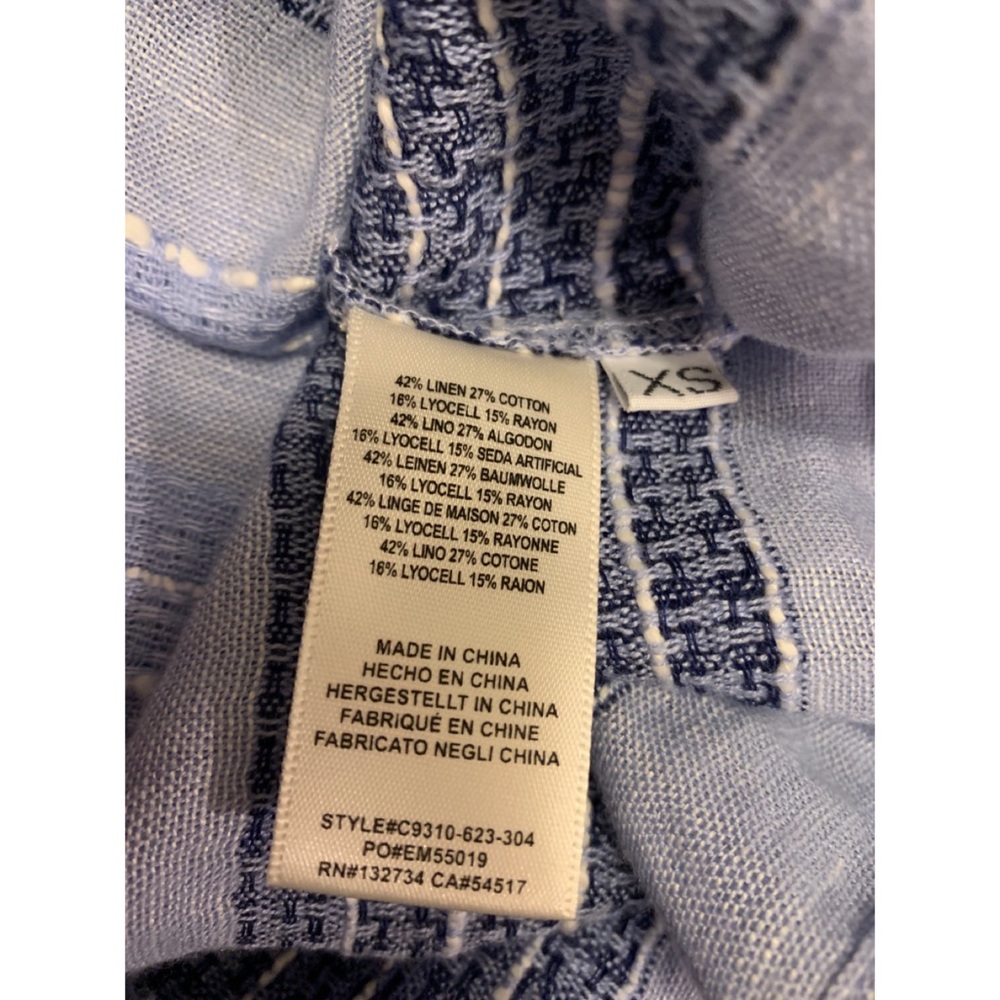 42% LINEN 27% COTTON
16% LYOCELL 15% RAYON
42% LINO 27% ALGODON
16% LYOCELL 15% SEDA ARTIFICIAL
42% LEINEN 27% BAUMWOLLE
16% LYOCELL 15% RAYON
42% LINGE DE MAISON 27% COTON
16% LYOCELL 15% RAYONNE
42% LINO 27% COTONE
16% LYOCELL 15% RAION
XS
MADE IN CHINA
HECHO EN CHINA
HERGESTELLT IN CHINA
FABRIQUÉ EN CHINE
FABRICATO NEGLI CHINA
STYLE#C9310-623-304
PO#EM55019
RN#132734 CA#54517